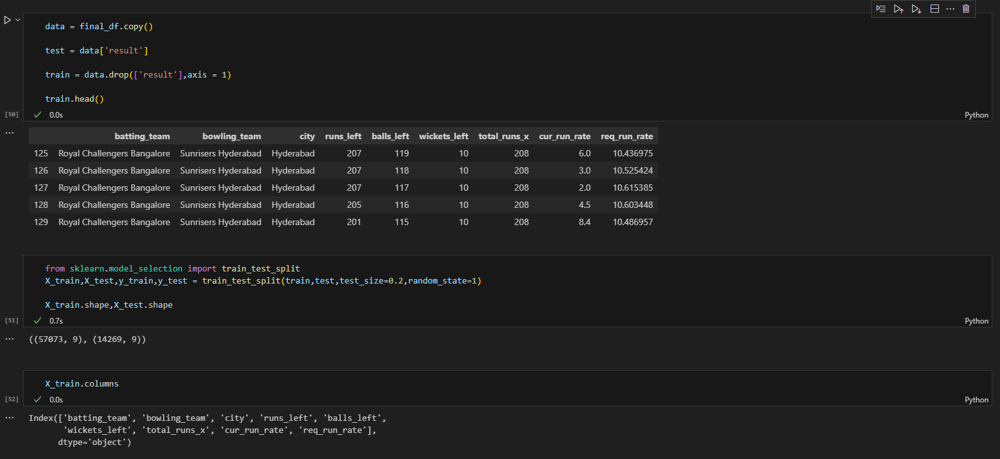 data = final_df.copy()
test = data['result']
train = data.drop(['result'],axis = 1)
train.head()
[50]
0.0s
Python
...
batting_team bowling_team city runs_left balls_left wickets_left total_runs_x cur_run_rate req_run_rate
125 Royal Challengers Bangalore Sunrisers Hyderabad Hyderabad 207 119 10 208 6.0 10.436975
126 Royal Challengers Bangalore Sunrisers Hyderabad Hyderabad 207 118 10 208 3.0 10.525424
127 Royal Challengers Bangalore Sunrisers Hyderabad Hyderabad 207 117 10 208 2.0 10.615385
128 Royal Challengers Bangalore Sunrisers Hyderabad Hyderabad 205 116 10 208 4.5 10.603448
129 Royal Challengers Bangalore Sunrisers Hyderabad Hyderabad 201 115 10 208 8.4 10.486957
from sklearn.model_selection import train_test_split
X_train,X_test,y_train,y_test = train_test_split(train,test,test_size=0.2,random_state=1)
X_train.shape,X_test.shape
[51]
0.7s
Python
...
((57073, 9), (14269, 9))
X_train.columns
[52]
0.0s
Python
...
Index(['batting_team', 'bowling_team', 'city', 'runs_left', 'balls_left',
'wickets_left', 'total_runs_x', 'cur_run_rate', 'req_run_rate'],
dtype='object')